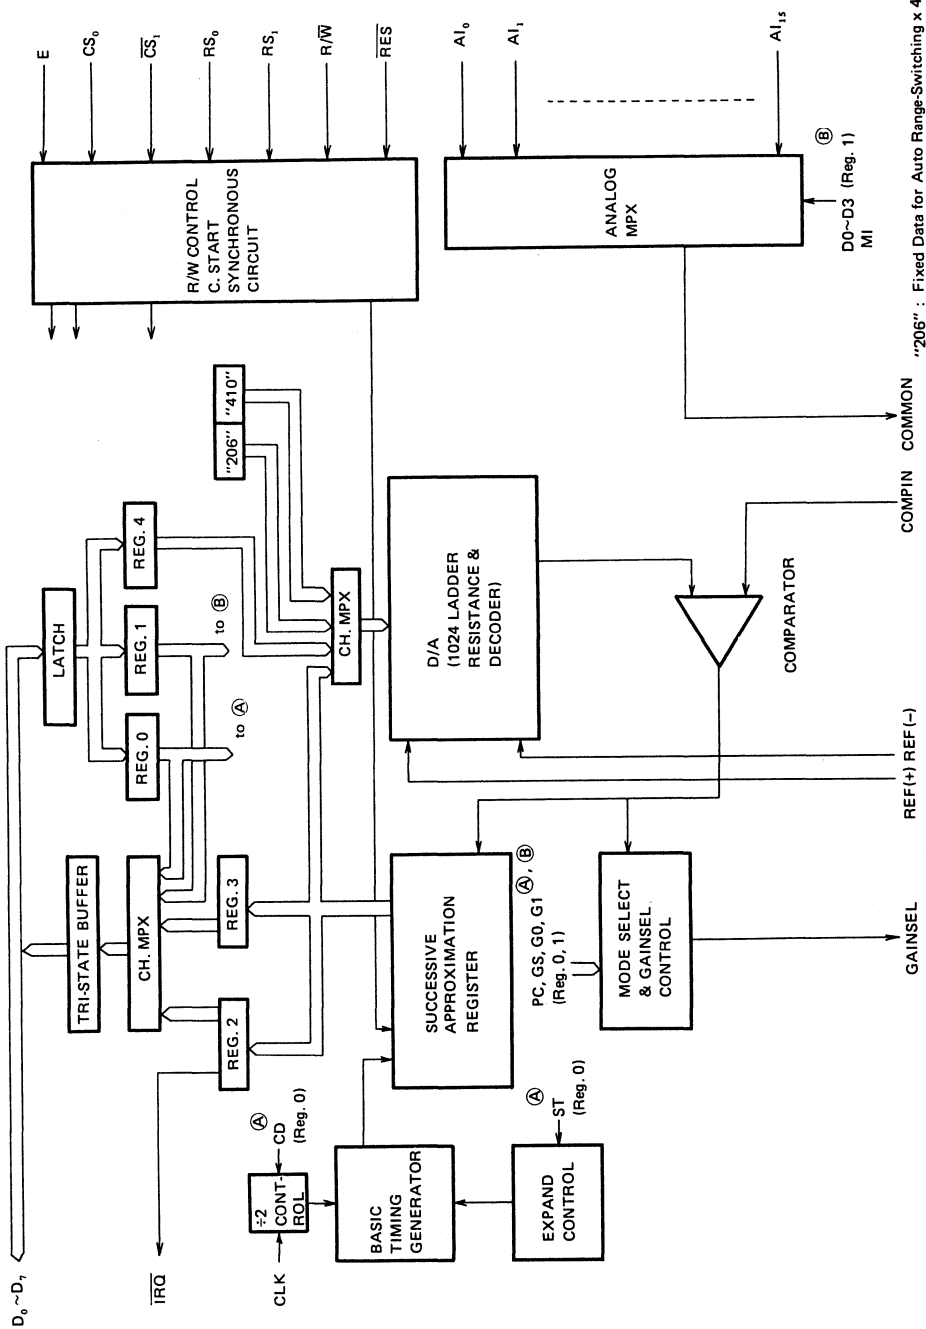 E
CS₀
C̅S̅₁
RS₀
RS₁
R/W̅
R̅E̅S̅
AI₀
AI₁
AI₁₅
R/W CONTROL
C. START
SYNCHRONOUS
CIRCUIT
ANALOG
MPX
Ⓑ
D0~D3 (Reg. 1)
MI
"206" : Fixed Data for Auto Range-Switching x 4
"206"
"410"
LATCH
REG. 0
REG. 1
REG. 4
to Ⓐ
to Ⓑ
CH. MPX
D/A
(1024 LADDER
RESISTANCE &
DECODER)
COMPARATOR
COMMON
COMPIN
REF(+)
REF(−)
GAINSEL
TRI-STATE BUFFER
CH. MPX
REG. 3
REG. 2
SUCCESSIVE
APPROXIMATION
REGISTER
PC, GS, G0, G1 Ⓐ, Ⓑ
(Reg. 0, 1)
MODE SELECT
& GAINSEL
CONTROL
D₀~D₇
I̅R̅Q̅
CLK
÷2
CONT-
ROL
Ⓐ
CD
(Reg. 0)
BASIC
TIMING
GENERATOR
EXPAND
CONTROL
Ⓐ
ST
(Reg. 0)